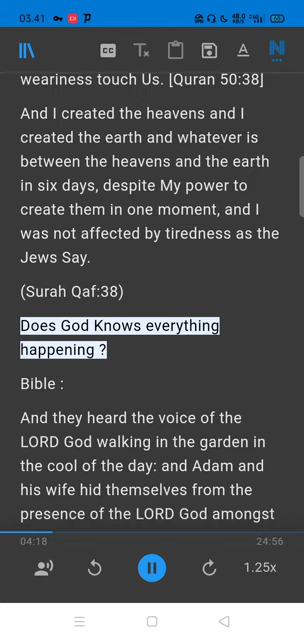 03.41
48.0
KB/S
CC
weariness touch Us. [Quran 50:38]
And I created the heavens and I
created the earth and whatever is
between the heavens and the earth
in six days, despite My power to
create them in one moment, and I
was not affected by tiredness as the
Jews Say.
(Surah Qaf:38)
Does God Knows everything
happening ?
Bible :
And they heard the voice of the
LORD God walking in the garden in
the cool of the day: and Adam and
his wife hid themselves from the
presence of the LORD God amongst
04:18
24:56
1.25x